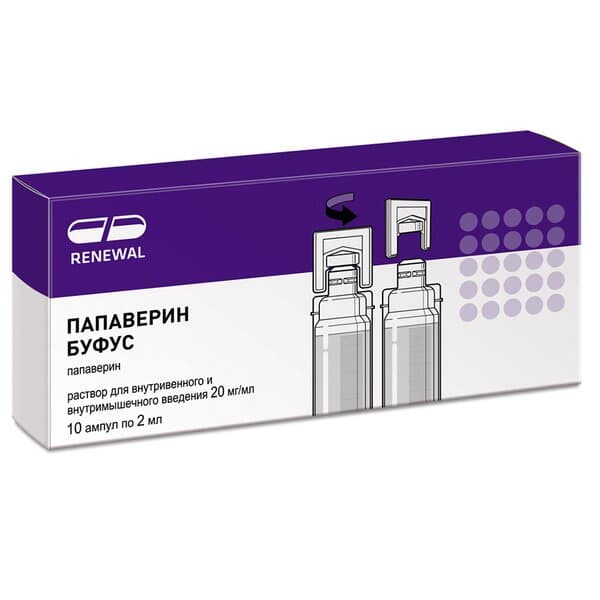 RENEWAL
ПАПАВЕРИН
БУФУС
папаверин
раствор для внутривенного и
внутримышечного введения 20 мг/мл
10 ампул по 2 мл